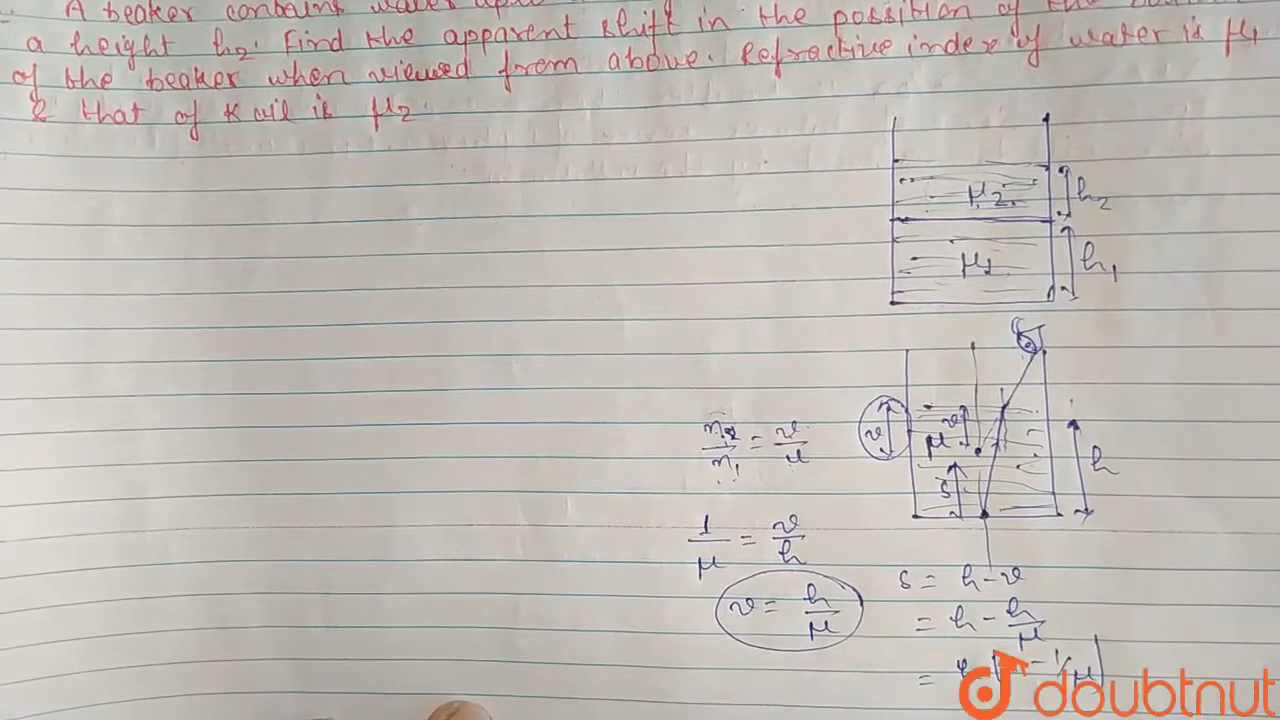 A beaker contains water
a height h₂. Find the apparent shift in the possition of the
of the beaker when viewed from above. Refractive index of water is μ₁
& that of k oil is μ₂.
μ₂.
h₂
μ₁
h₁
n₂/n₁ = v/u
v
v
μ
s
h
1/μ = v/h
s = h - v
v = h/μ
= h - h/μ
doubtnut